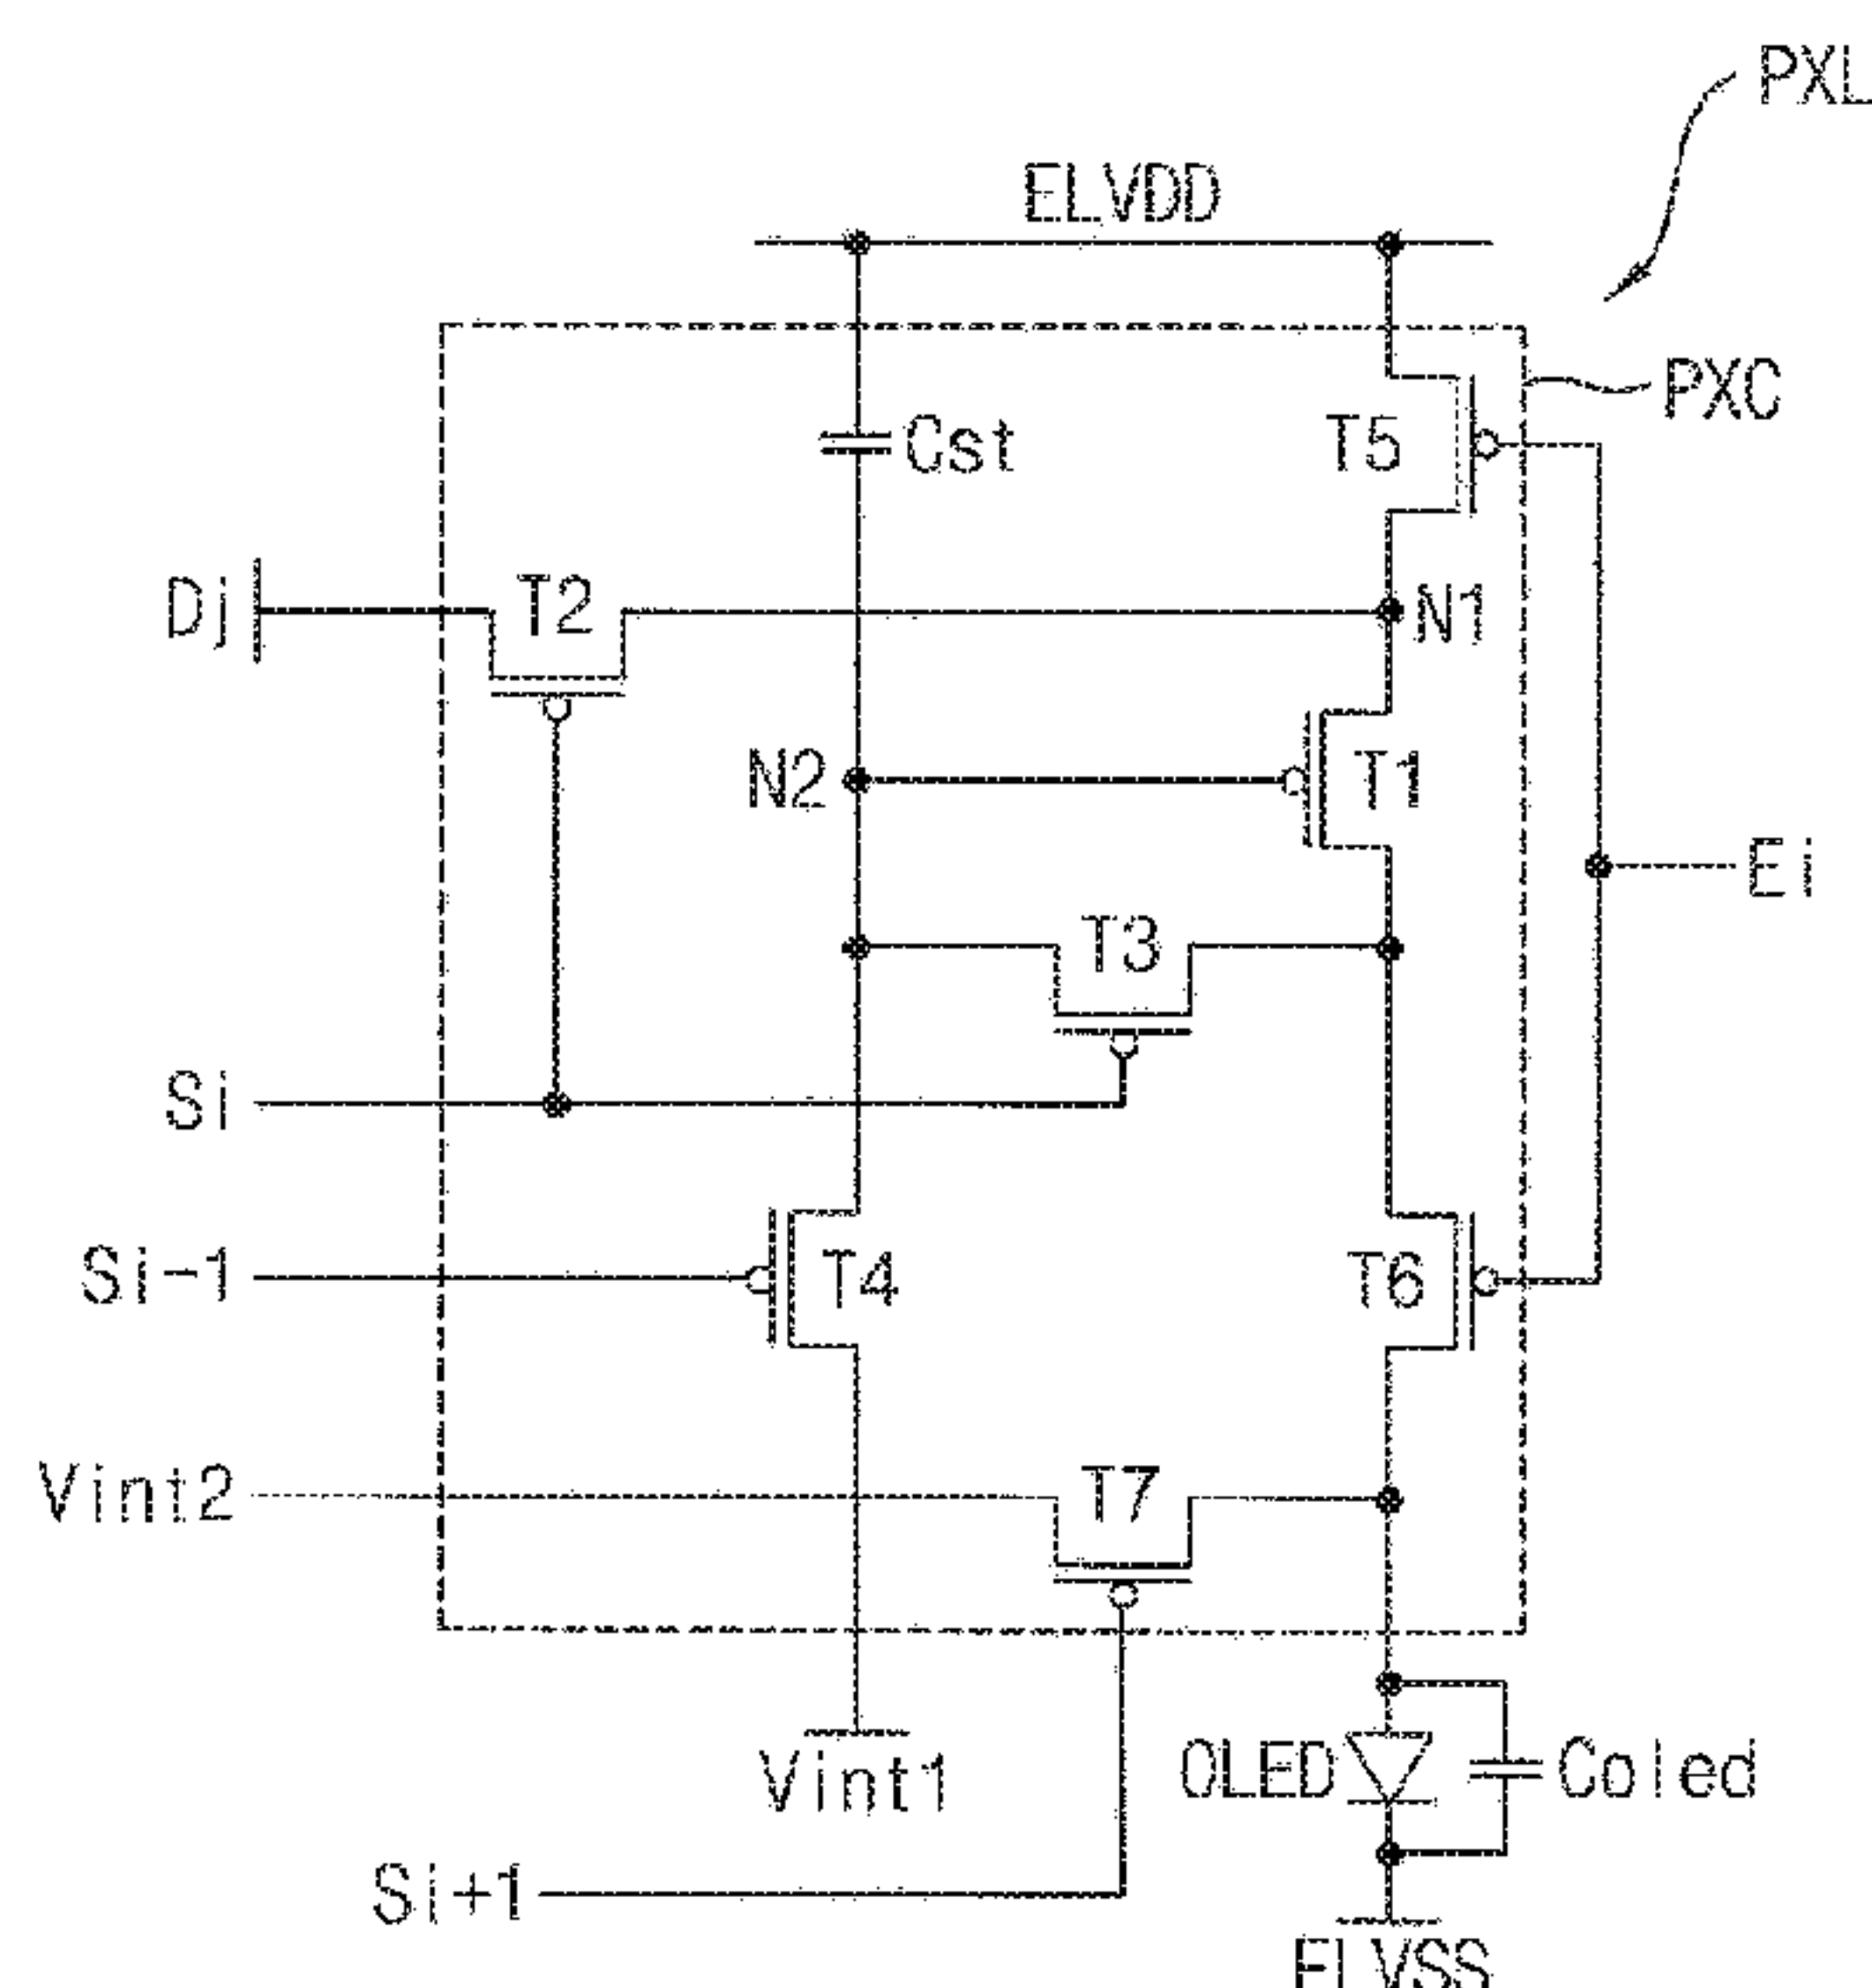 PXL
ELVDD
PXC
Cst
T5
Dj
T2
N1
N2
T1
Ei
T3
Si
Si-1
T4
T6
Vint2
T7
Vint1
OLED
Coled
Si+1
ELVSS